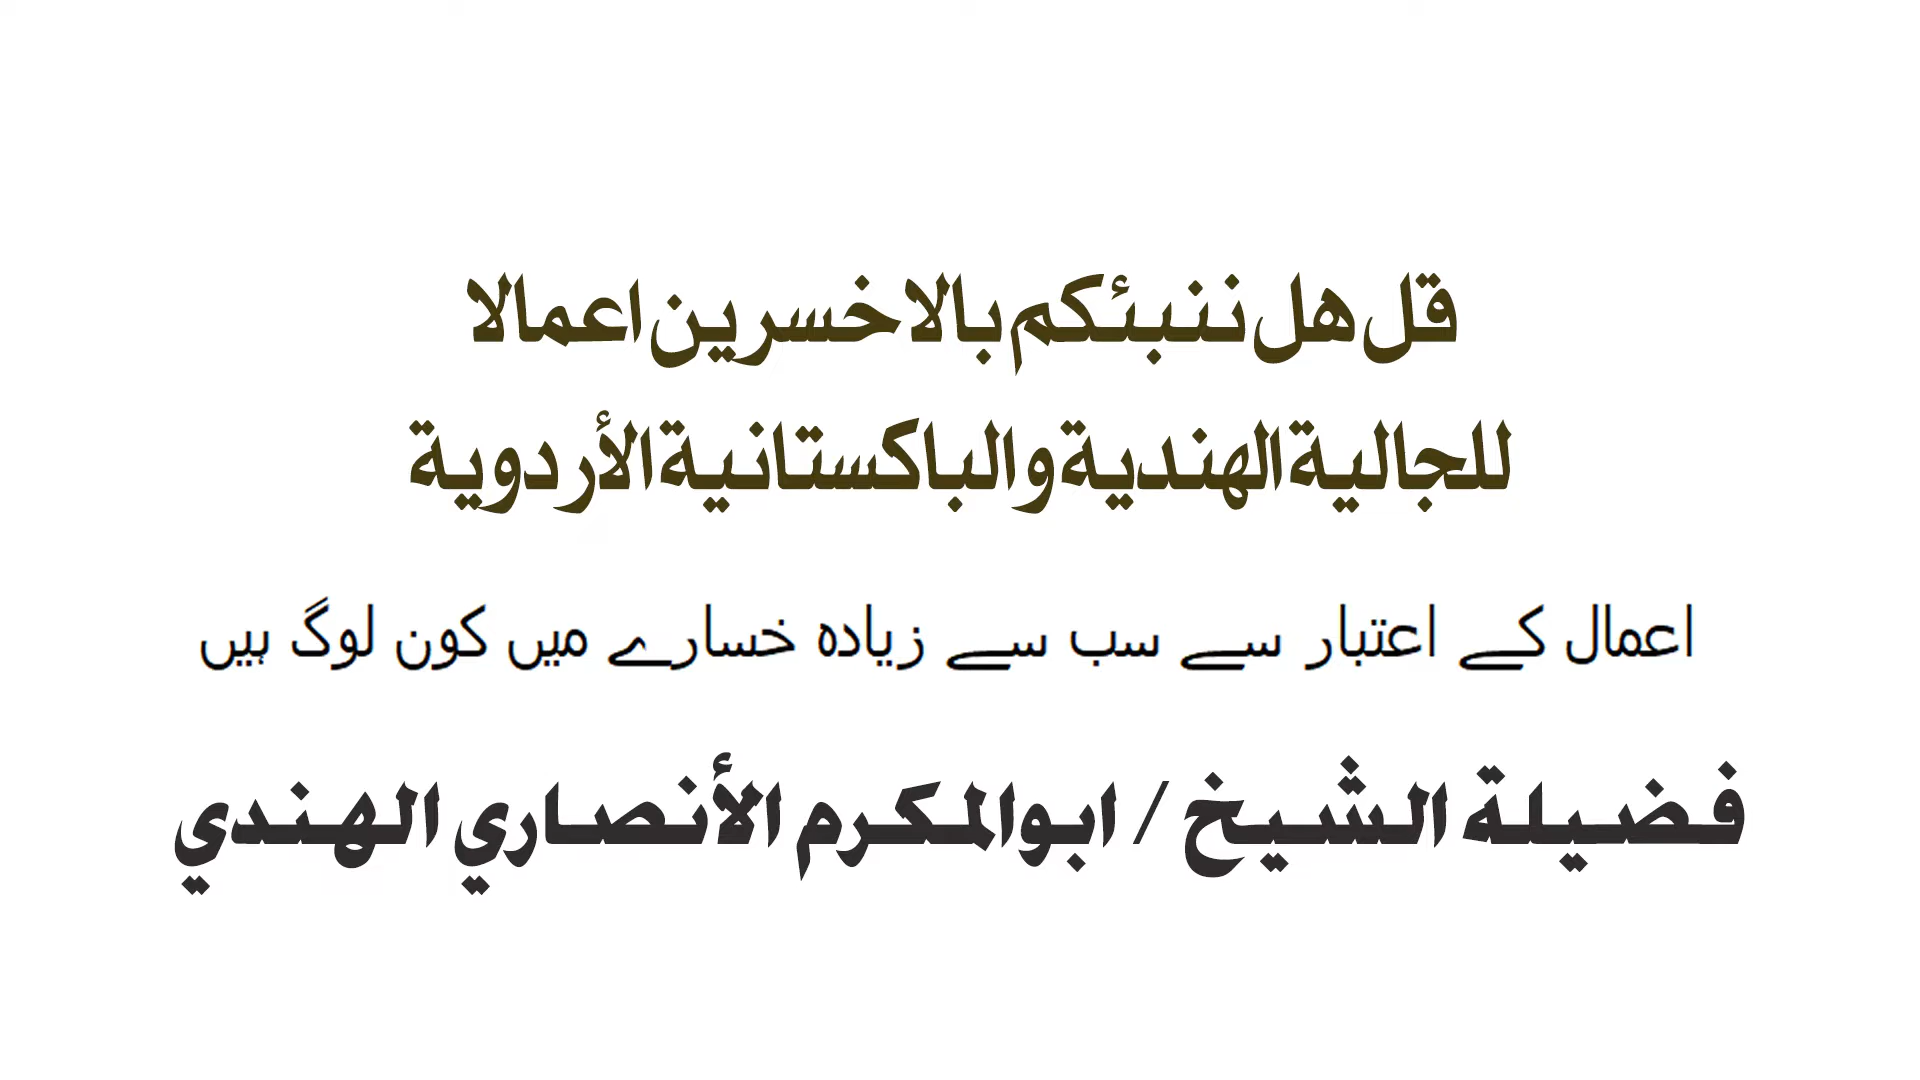 قل هل ننبئكم بالاخسرين اعمالا
للجالية الهندية والباكستانية الأردوية
اعمال کے اعتبار سے سب سے زیادہ خسارے میں کون لوگ ہیں
فضيلة الشيخ / ابوالمكرم الأنصاري الهندي